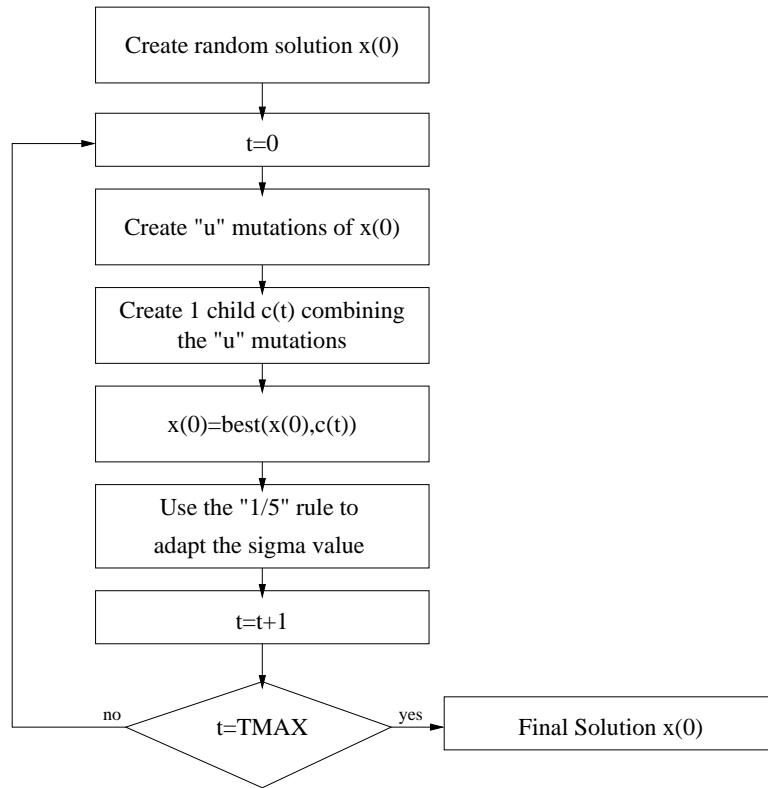 Create random solution x(0)
t=0
Create "u" mutations of x(0)
Create 1 child c(t) combining
the "u" mutations
x(0)=best(x(0),c(t))
Use the "1/5" rule to
adapt the sigma value
t=t+1
no
t=TMAX
yes
Final Solution x(0)